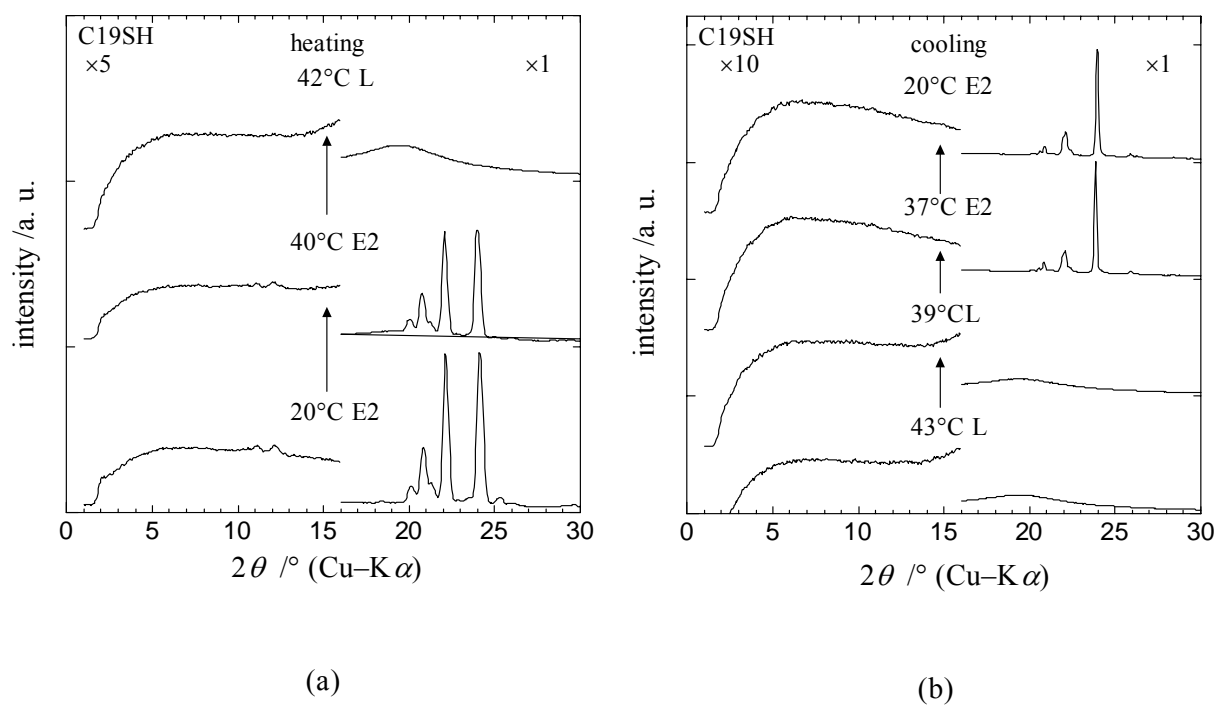 C19SH
heating
×5
×1
42°C L
40°C E2
20°C E2
intensity /a. u.
0 5 10 15 20 25 30
2θ /° (Cu–Kα)
(a)
C19SH
cooling
×10
×1
20°C E2
37°C E2
39°CL
43°C L
intensity /a. u.
0 5 10 15 20 25 30
2θ /° (Cu–Kα)
(b)